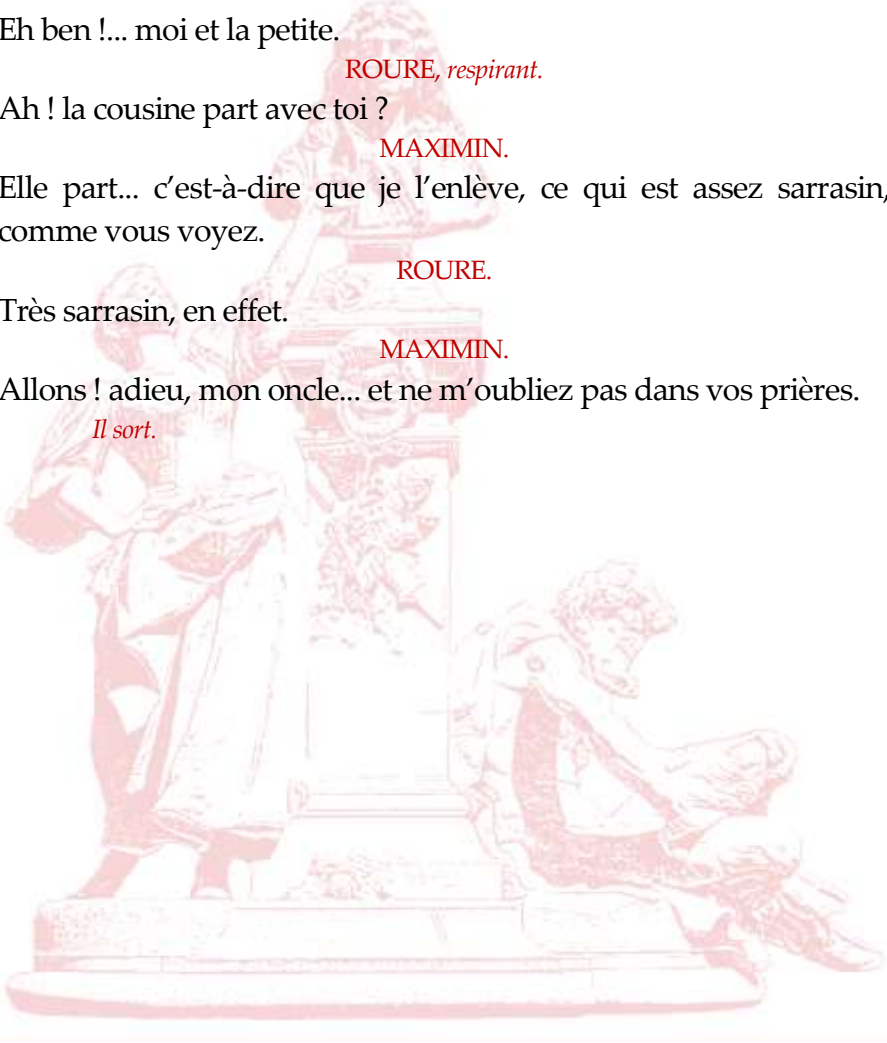 Eh ben !... moi et la petite.
ROURE, respirant.
Ah ! la cousine part avec toi ?
MAXIMIN.
Elle part... c’est-à-dire que je l’enlève, ce qui est assez sarrasin,
comme vous voyez.
ROURE.
Très sarrasin, en effet.
MAXIMIN.
Allons ! adieu, mon oncle... et ne m’oubliez pas dans vos prières.
Il sort.